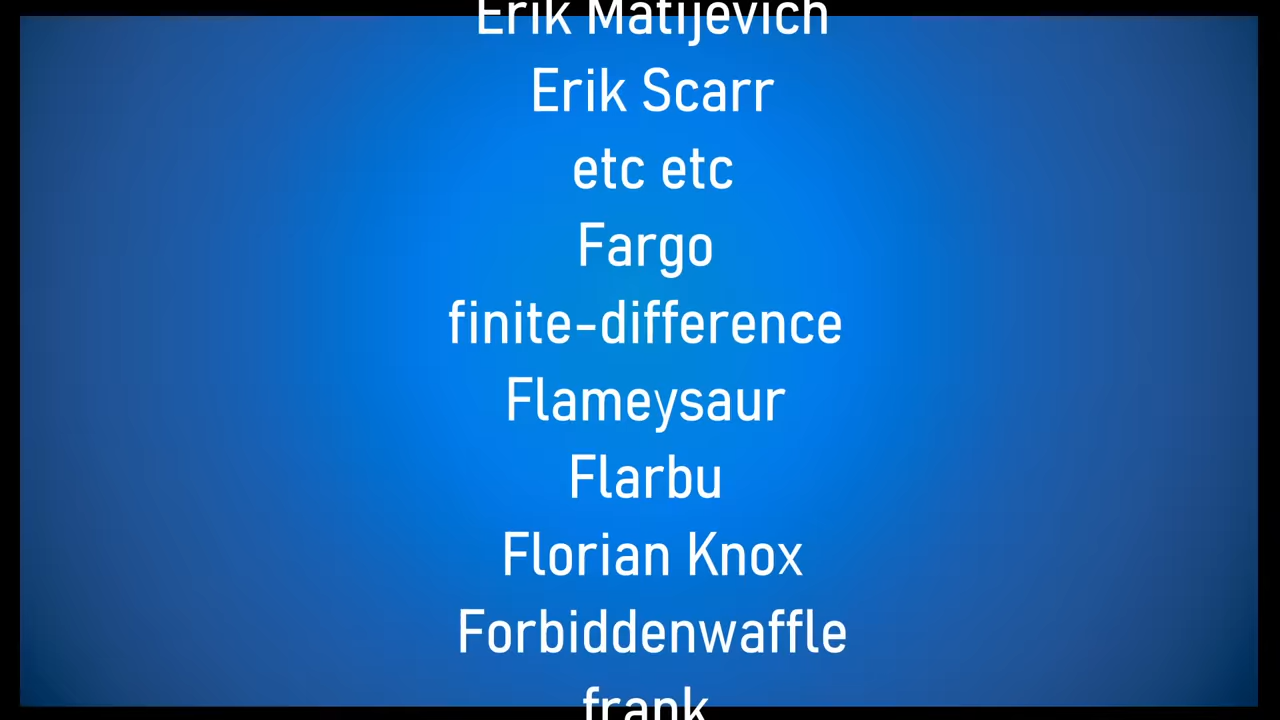 Erik Matijevich
Erik Scarr
etc etc
Fargo
finite-difference
Flameysaur
Flarbu
Florian Knox
Forbiddenwaffle
frank